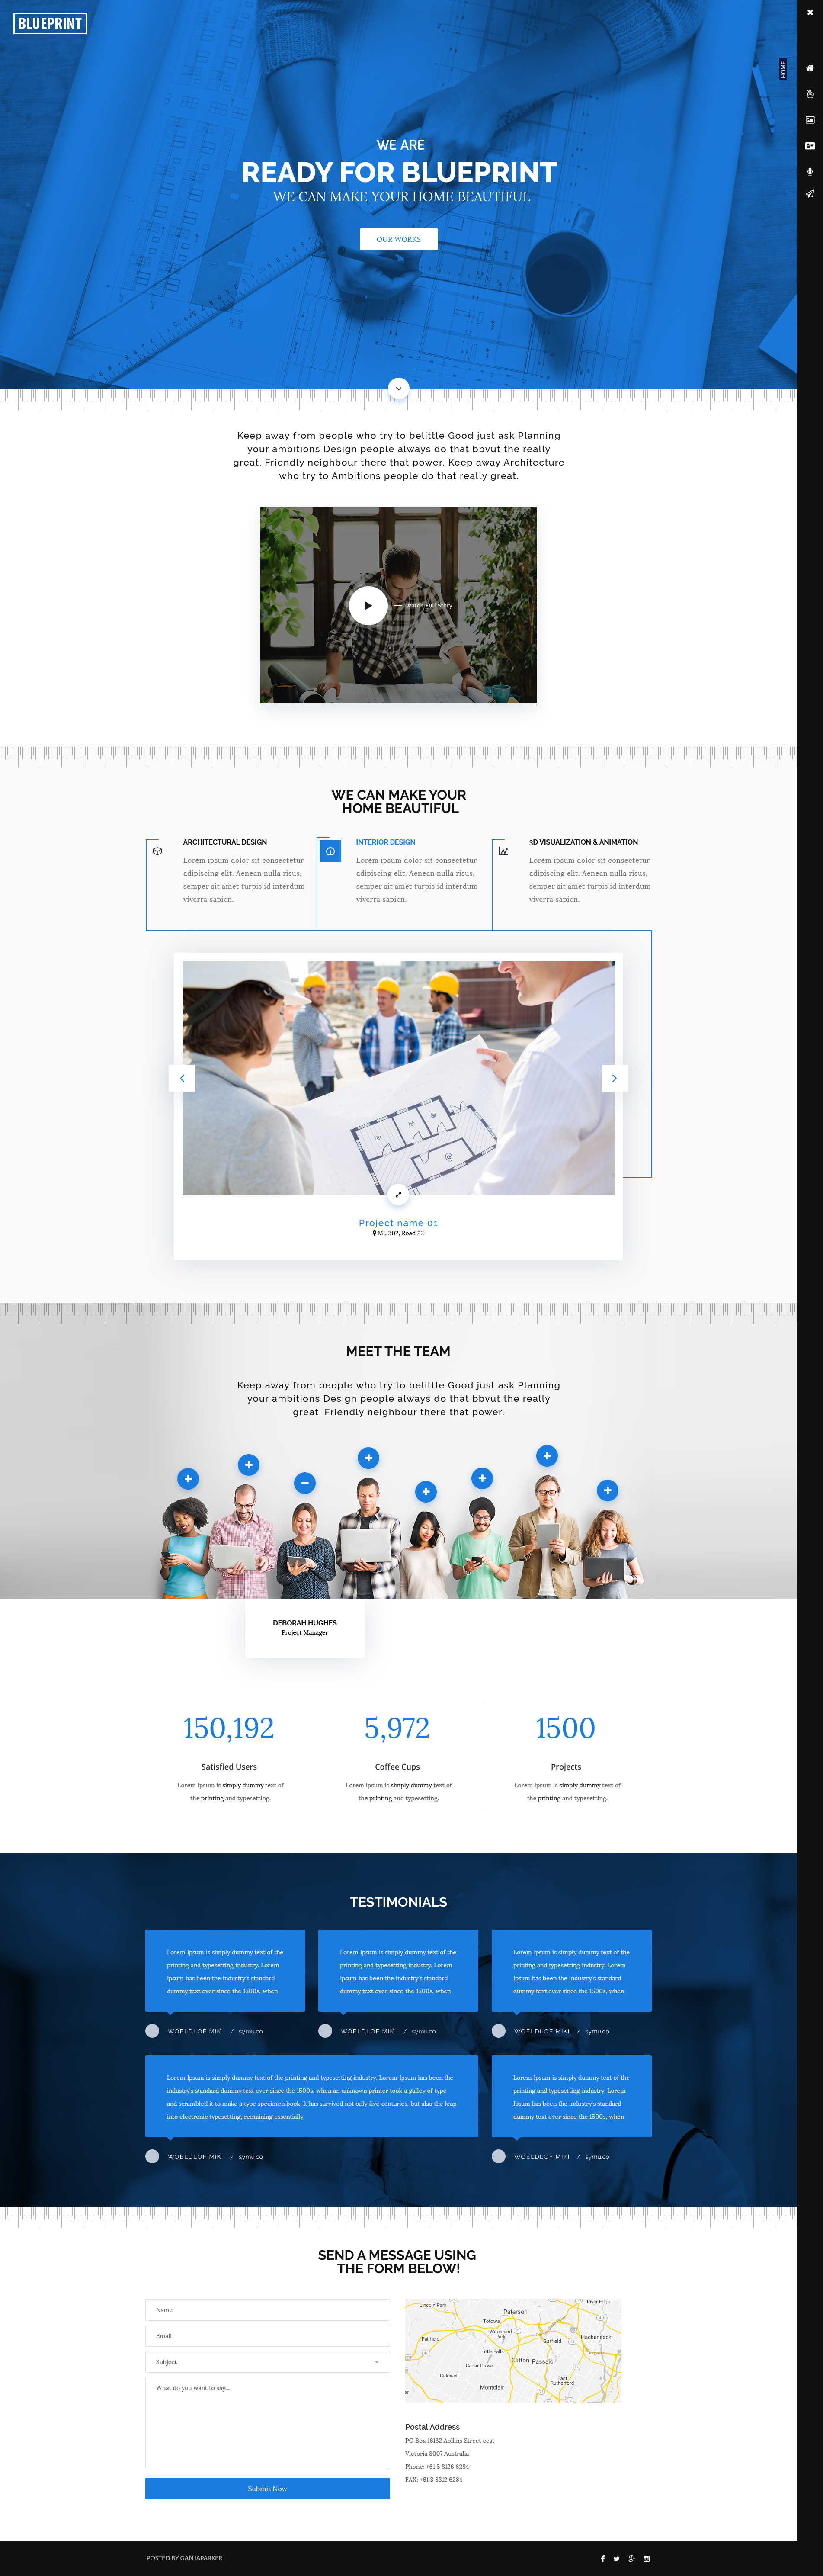 BLUEPRINT
HOME
WE ARE
READY FOR BLUEPRINT
WE CAN MAKE YOUR HOME BEAUTIFUL
OUR WORKS
Keep away from people who try to belittle Good just ask Planning
your ambitions Design people always do that bbvut the really
great. Friendly neighbour there that power. Keep away Architecture
who try to Ambitions people do that really great.
Watch Full Story
WE CAN MAKE YOUR
HOME BEAUTIFUL
ARCHITECTURAL DESIGN
Lorem ipsum dolor sit consectetur
adipiscing elit. Aenean nulla risus,
semper sit amet turpis id interdum
viverra sapien.
INTERIOR DESIGN
Lorem ipsum dolor sit consectetur
adipiscing elit. Aenean nulla risus,
semper sit amet turpis id interdum
viverra sapien.
3D VISUALIZATION & ANIMATION
Lorem ipsum dolor sit consectetur
adipiscing elit. Aenean nulla risus,
semper sit amet turpis id interdum
viverra sapien.
Project name 01
MI, 302, Road 22
MEET THE TEAM
Keep away from people who try to belittle Good just ask Planning
your ambitions Design people always do that bbvut the really
great. Friendly neighbour there that power.
DEBORAH HUGHES
Project Manager
150,192
Satisfied Users
Lorem Ipsum is simply dummy text of
the printing and typesetting.
5,972
Coffee Cups
Lorem Ipsum is simply dummy text of
the printing and typesetting.
1500
Projects
Lorem Ipsum is simply dummy text of
the printing and typesetting.
TESTIMONIALS
Lorem Ipsum is simply dummy text of the
printing and typesetting industry. Lorem
Ipsum has been the industry's standard
dummy text ever since the 1500s, when
WOELDLOF MIKI / symu.co
Lorem Ipsum is simply dummy text of the
printing and typesetting industry. Lorem
Ipsum has been the industry's standard
dummy text ever since the 1500s, when
WOELDLOF MIKI / symu.co
Lorem Ipsum is simply dummy text of the
printing and typesetting industry. Lorem
Ipsum has been the industry's standard
dummy text ever since the 1500s, when
WOELDLOF MIKI / symu.co
Lorem Ipsum is simply dummy text of the printing and typesetting industry. Lorem Ipsum has been the
industry's standard dummy text ever since the 1500s, when an unknown printer took a galley of type
and scrambled it to make a type specimen book. It has survived not only five centuries, but also the leap
into electronic typesetting, remaining essentially.
WOELDLOF MIKI / symu.co
Lorem Ipsum is simply dummy text of the
printing and typesetting industry. Lorem
Ipsum has been the industry's standard
dummy text ever since the 1500s, when
WOELDLOF MIKI / symu.co
SEND A MESSAGE USING
THE FORM BELOW!
Name
Email
Subject
What do you want to say...
Submit Now
Lincoln Park
River Edge
Paterson
Totowa
Woodland
Park
Fairfield
Garfield
Hackensack
Little Falls
Cedar Grove
Clifton
Passaic
Caldwell
East
Rutherford
Montclair
Postal Address
PO Box 16132 Aollins Street eest
Victoria 8007 Australia
Phone: +61 3 8126 6284
FAX: +61 3 8312 6284
POSTED BY GANJAPARKER